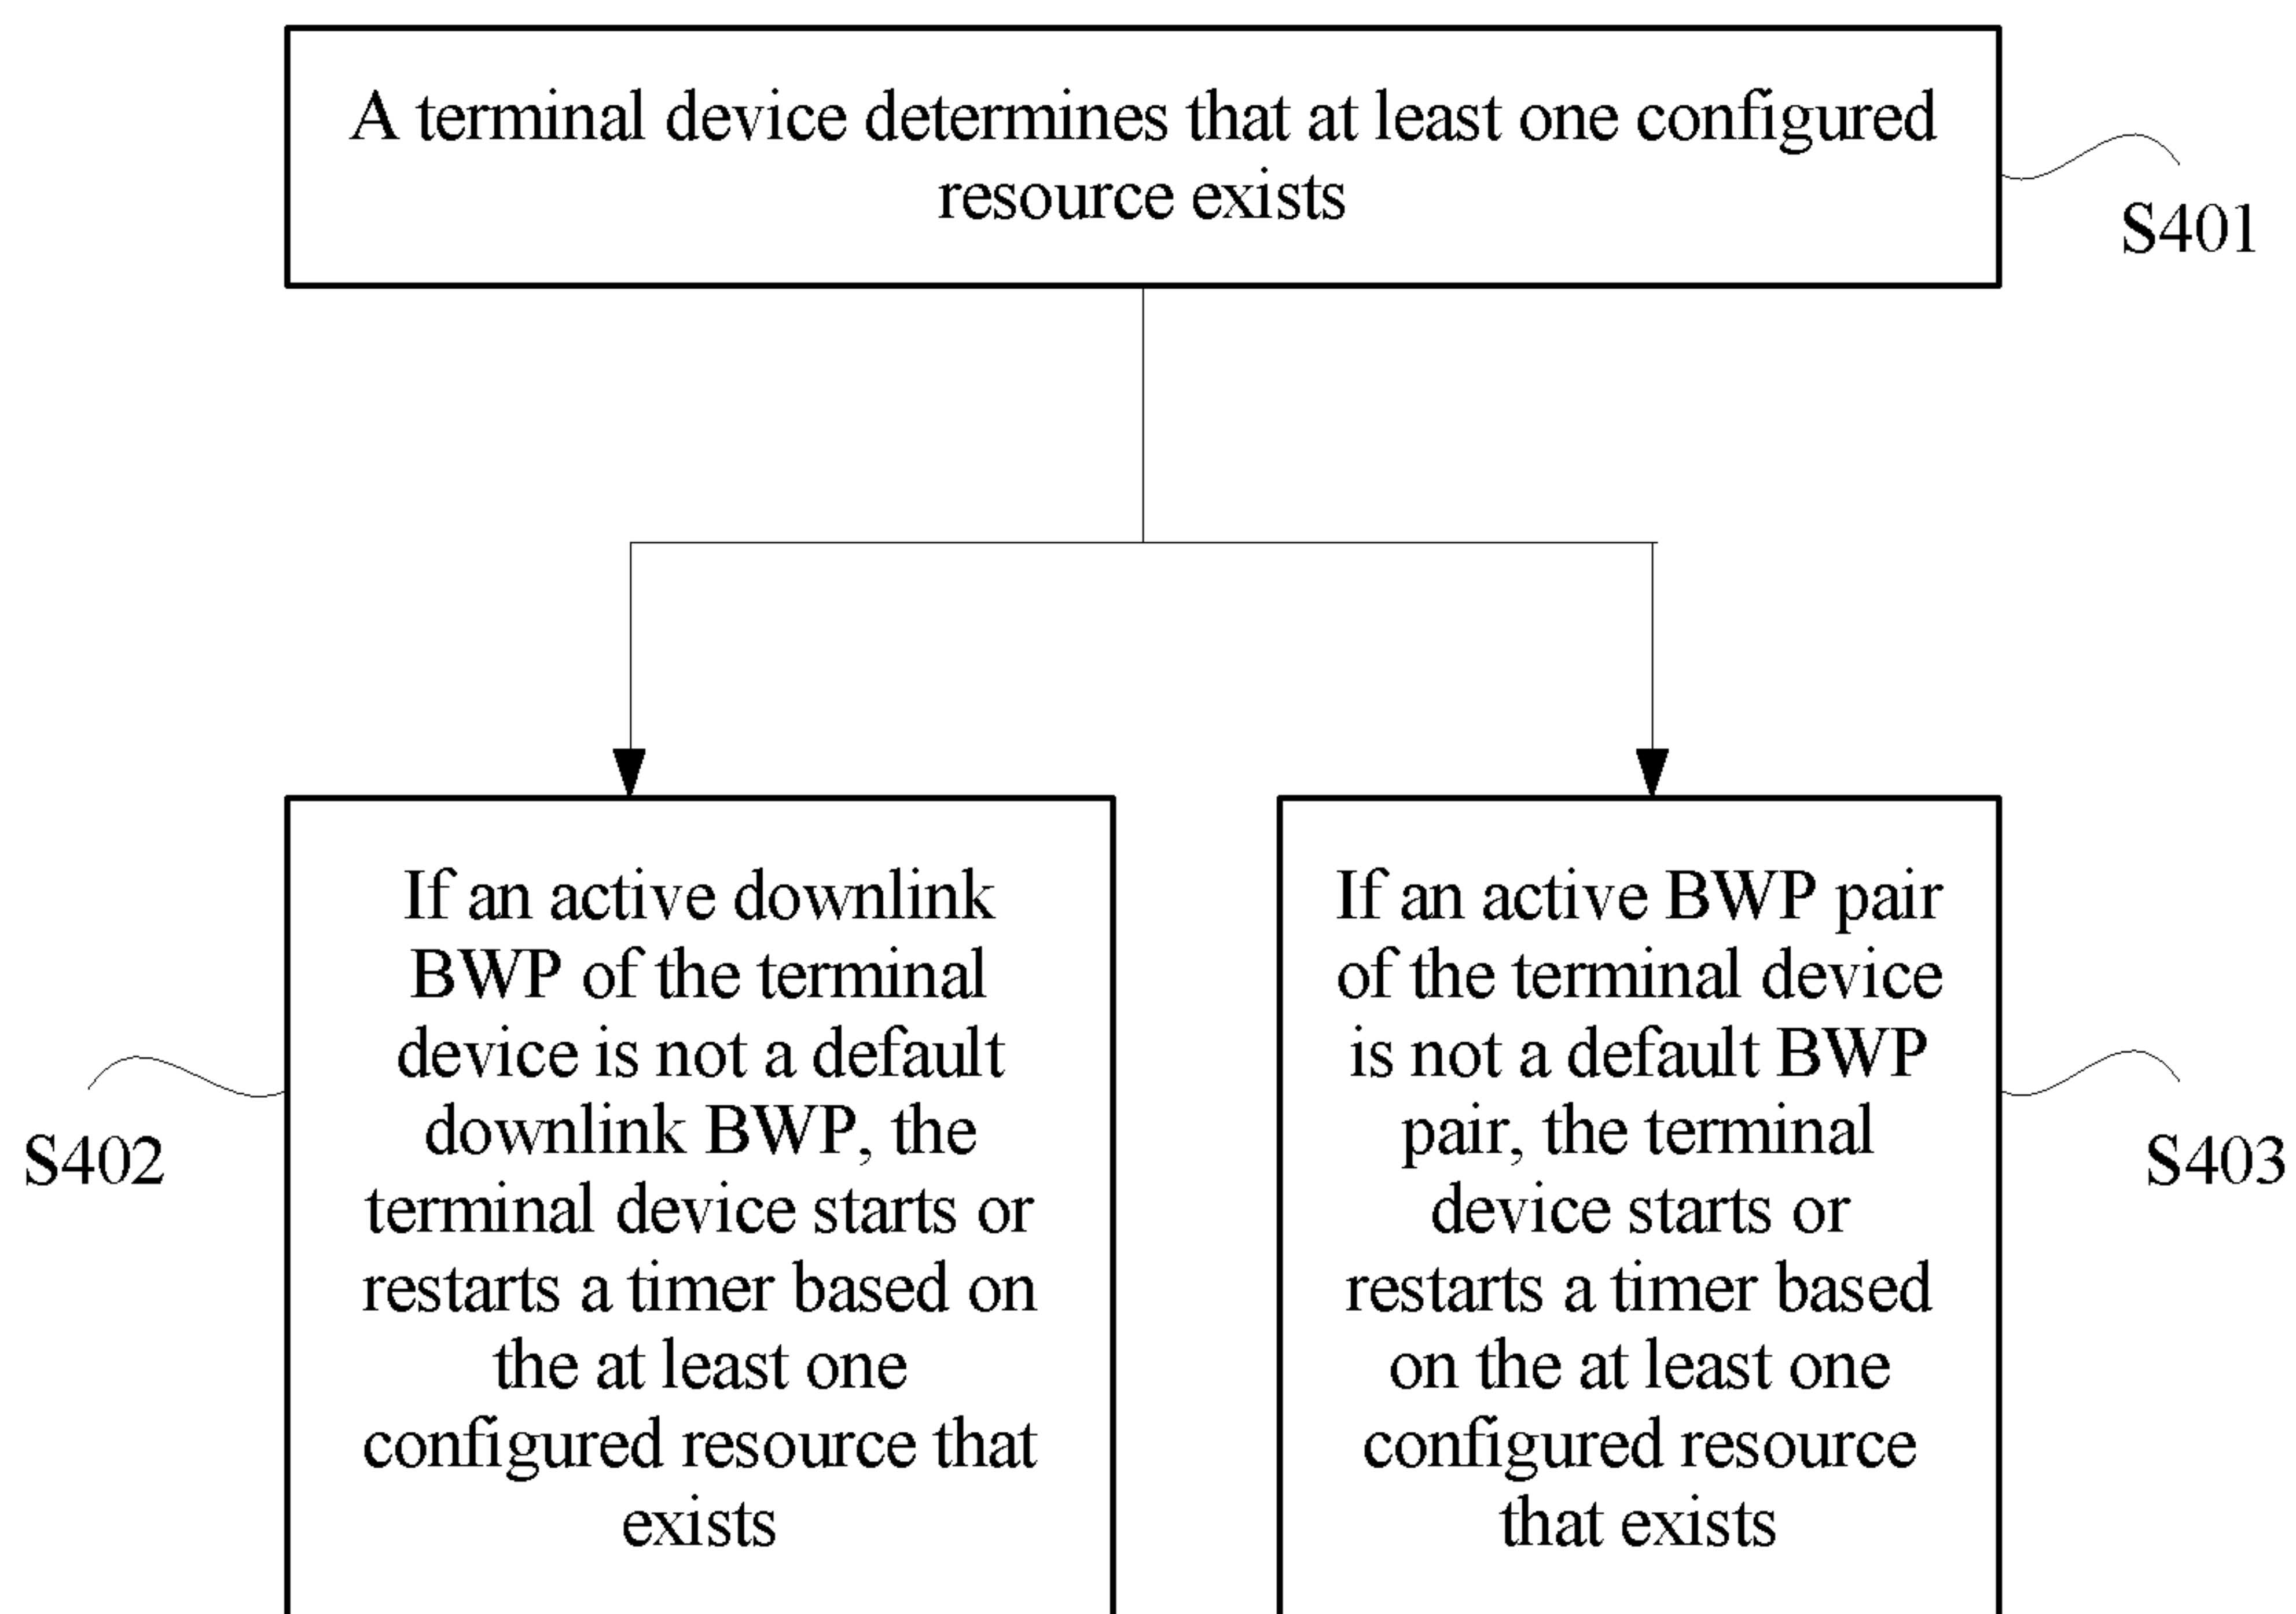 A terminal device determines that at least one configured
resource exists
S401
If an active downlink
BWP of the terminal
device is not a default
downlink BWP, the
terminal device starts or
restarts a timer based on
the at least one
configured resource that
exists
S402
If an active BWP pair
of the terminal device
is not a default BWP
pair, the terminal
device starts or
restarts a timer based
on the at least one
configured resource
that exists
S403